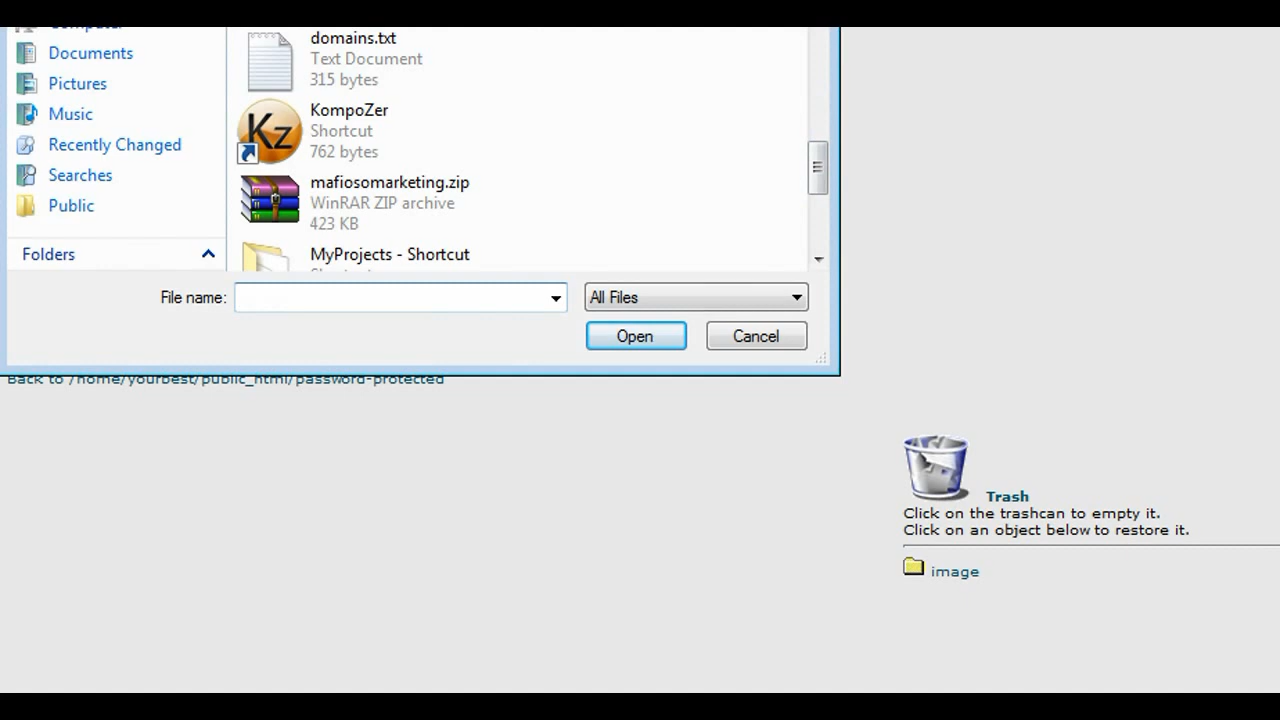 Computer
Documents
Pictures
Music
Recently Changed
Searches
Public
Folders
domains.txt
Text Document
315 bytes
Kz
KompoZer
Shortcut
762 bytes
mafiosomarketing.zip
WinRAR ZIP archive
423 KB
MyProjects - Shortcut
Shortcut
File name:
All Files
Open
Cancel
Back to /home/yourbest/public_html/password-protected
Trash
Click on the trashcan to empty it.
Click on an object below to restore it.
image